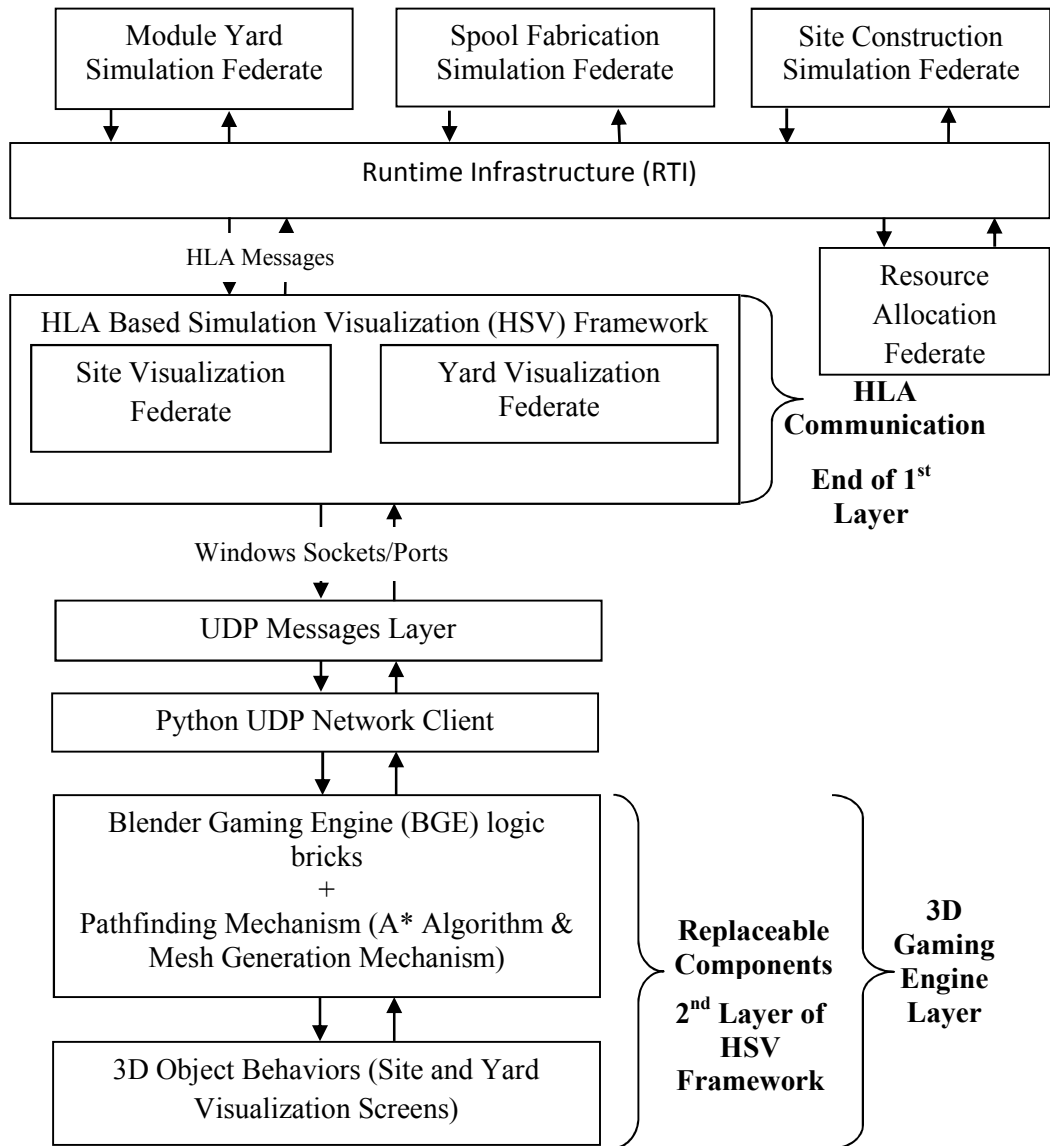 Module Yard
Simulation Federate
Spool Fabrication
Simulation Federate
Site Construction
Simulation Federate
Runtime Infrastructure (RTI)
HLA Messages
Resource
Allocation
Federate
HLA Based Simulation Visualization (HSV) Framework
Site Visualization
Federate
Yard Visualization
Federate
HLA
Communication
End of 1st
Layer
Windows Sockets/Ports
UDP Messages Layer
Python UDP Network Client
Blender Gaming Engine (BGE) logic
bricks
+
Pathfinding Mechanism (A* Algorithm &
Mesh Generation Mechanism)
3D Object Behaviors (Site and Yard
Visualization Screens)
Replaceable
Components
2nd Layer of
HSV
Framework
3D
Gaming
Engine
Layer